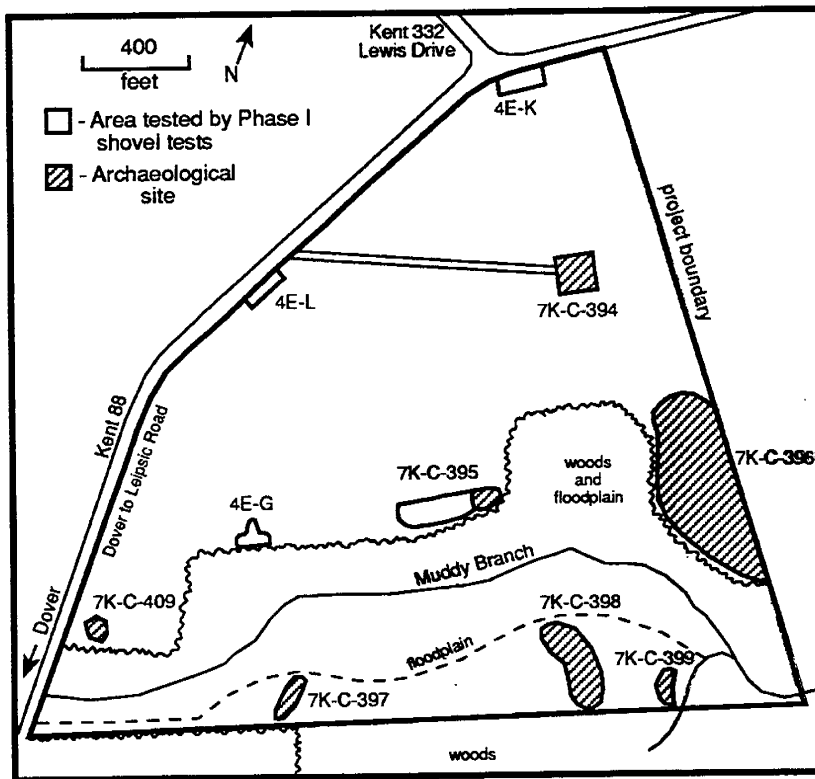 400
feet
N
Kent 332
Lewis Drive
- Area tested by Phase I
shovel tests
- Archaeological
site
4E-K
project boundary
4E-L
7K-C-394
Kent 88
Dover to Leipsic Road
7K-C-395
woods
and
floodplain
7K-C-396
4E-G
Muddy Branch
7K-C-409
Dover
7K-C-398
floodplain
7K-C-399
7K-C-397
woods